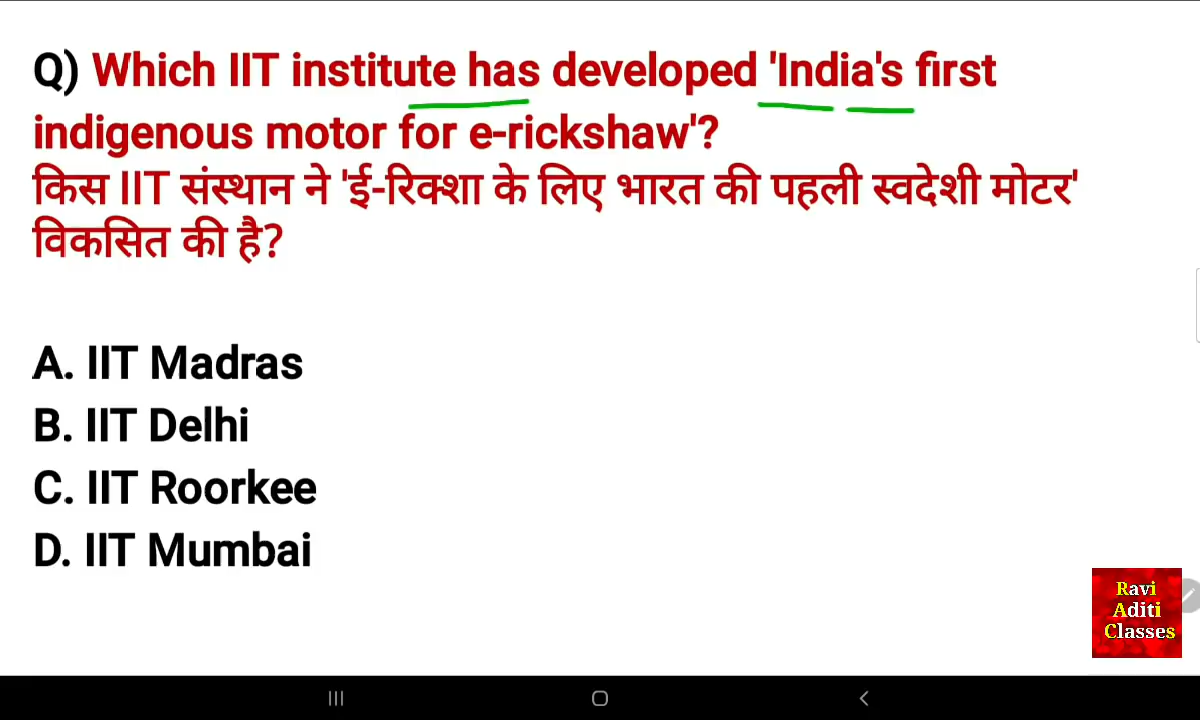 Q) Which IIT institute has developed 'India's first
indigenous motor for e-rickshaw'?
किस IIT संस्थान ने 'ई-रिक्शा के लिए भारत की पहली स्वदेशी मोटर'
विकसित की है?
A. IIT Madras
B. IIT Delhi
C. IIT Roorkee
D. IIT Mumbai
Ravi
Aditi
Classes